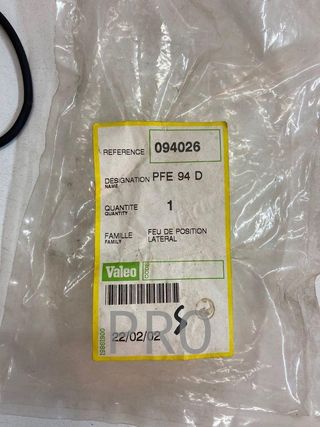 REFERENCE 094026
DESIGNATION PFE 94 D
NAME
QUANTITE 1
QUANTITY
FAMILLE FEU DE POSITION
FAMILY LATERAL
Valeo
CODE
PRO
22/02/02
S